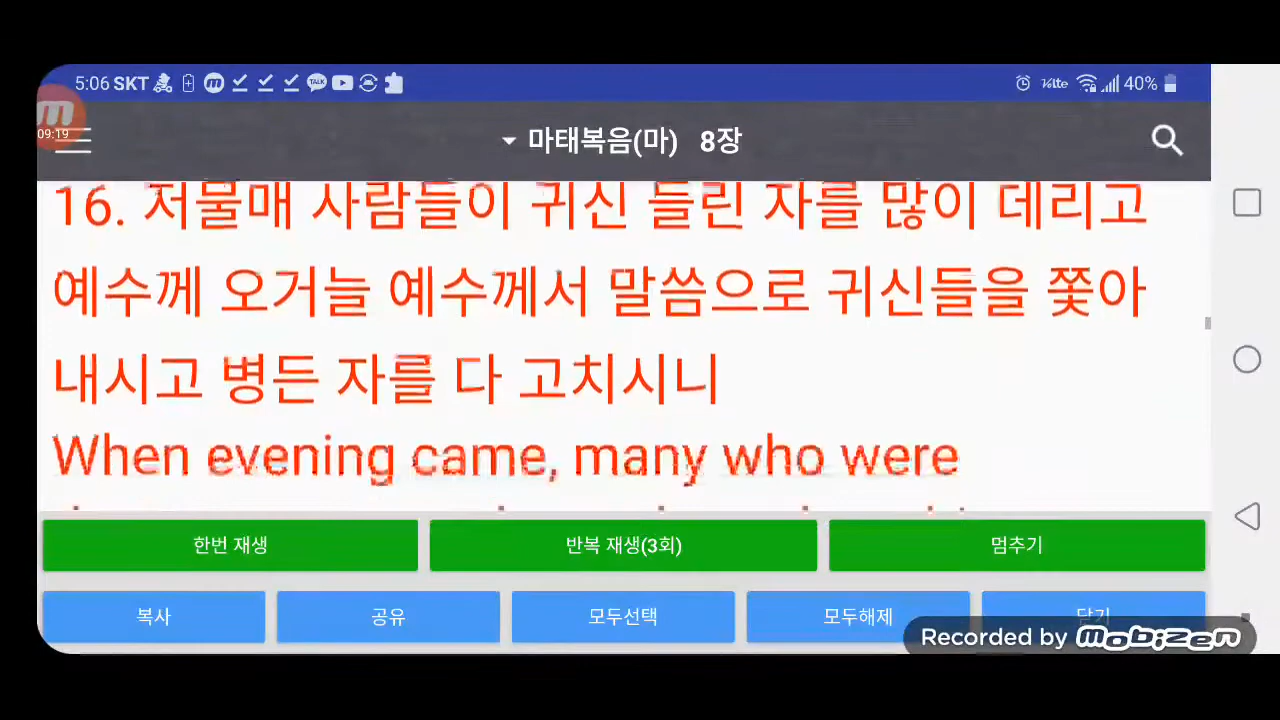 5:06 SKT
TALK
VoLTE
40%
09:19
마태복음(마) 8장
16. 저물매 사람들이 귀신 들린 자를 많이 데리고
예수께 오거늘 예수께서 말씀으로 귀신들을 쫓아
내시고 병든 자를 다 고치시니
When evening came, many who were
한번 재생
반복 재생(3회)
멈추기
복사
공유
모두선택
모두해제
닫기
Recorded by mobizen